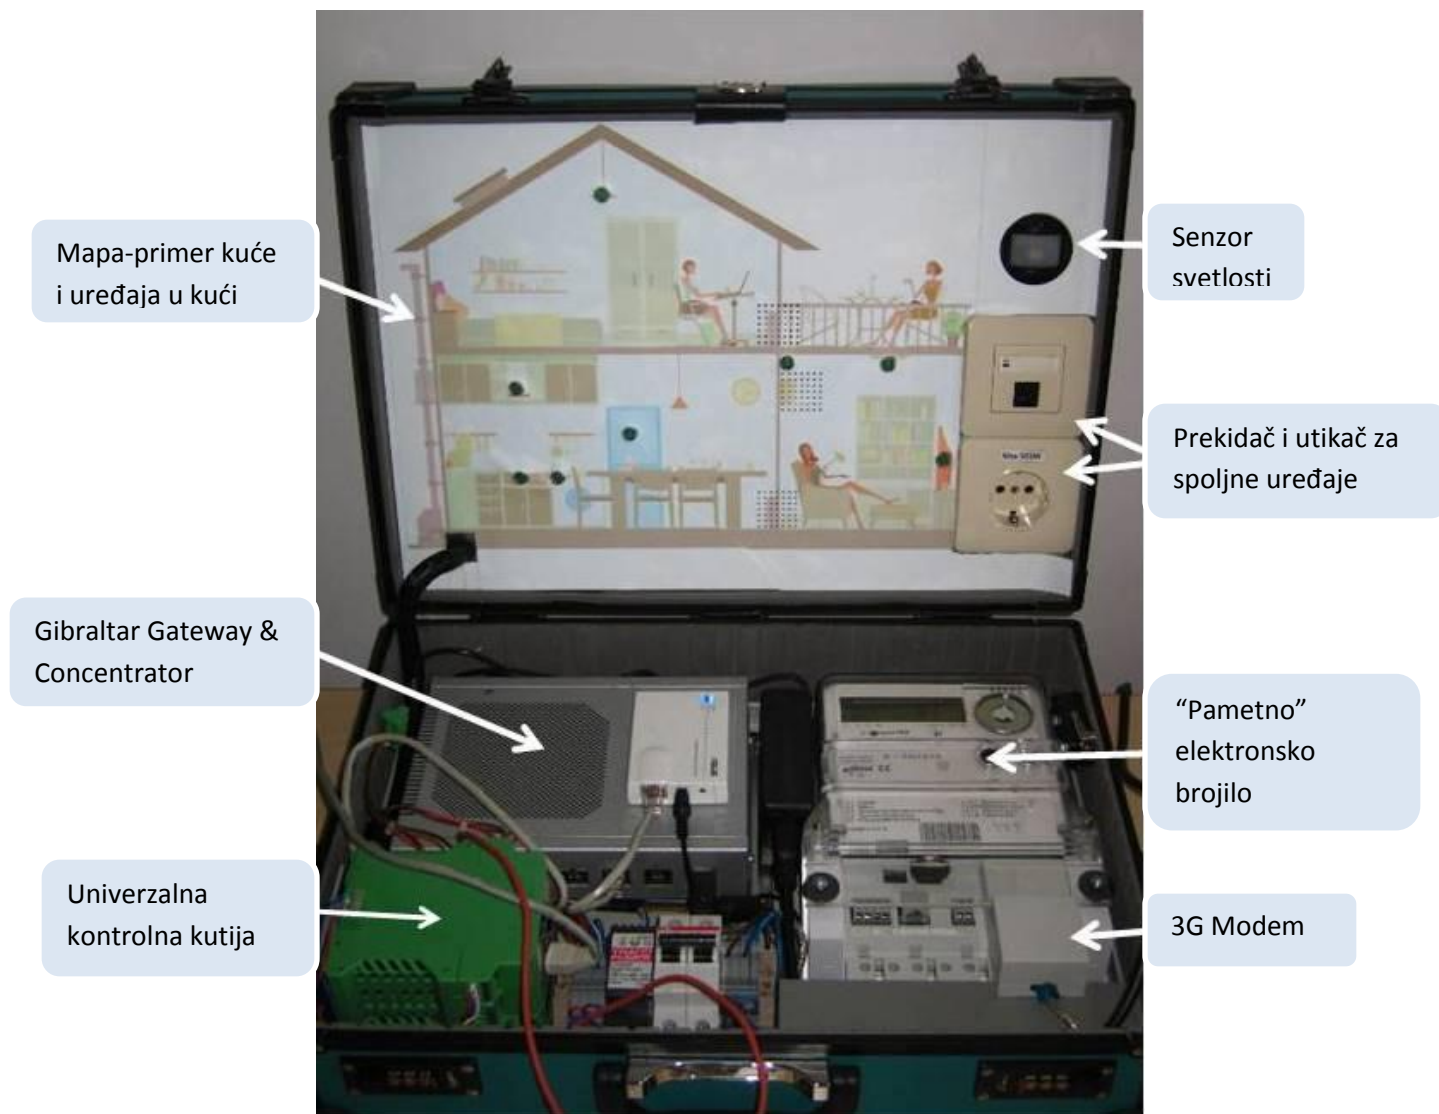 Mapa-primer kuće
i uređaja u kući
Senzor
svetlosti
Prekidač i utikač za
spoljne uređaje
Gibraltar Gateway &
Concentrator
“Pametno”
elektronsko
brojilo
Univerzalna
kontrolna kutija
3G Modem